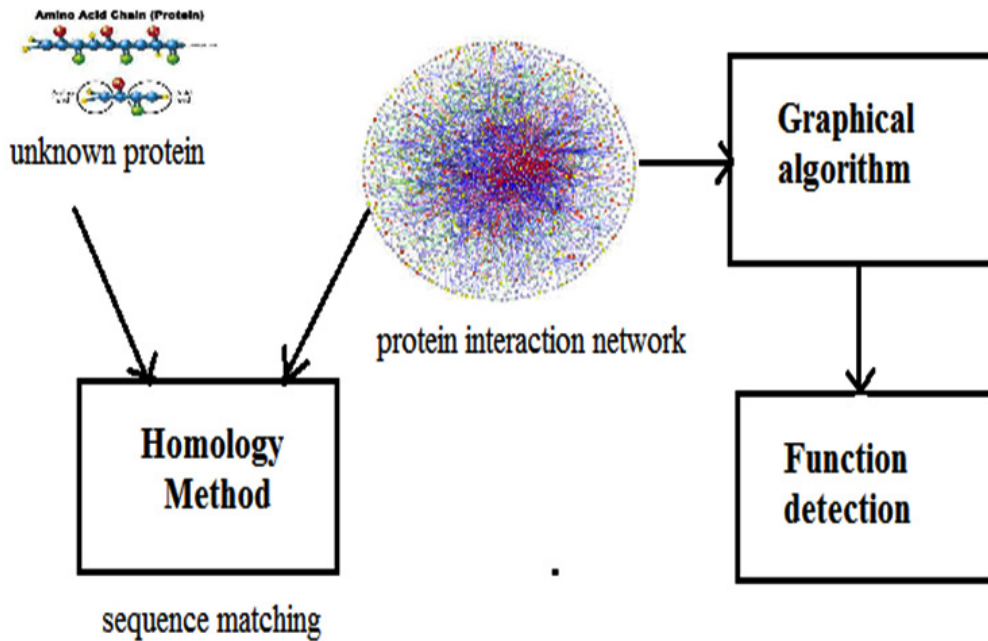 Amino Acid Chain (Protein)
unknown protein
protein interaction network
Graphical
algorithm
Homology
Method
sequence matching
Function
detection